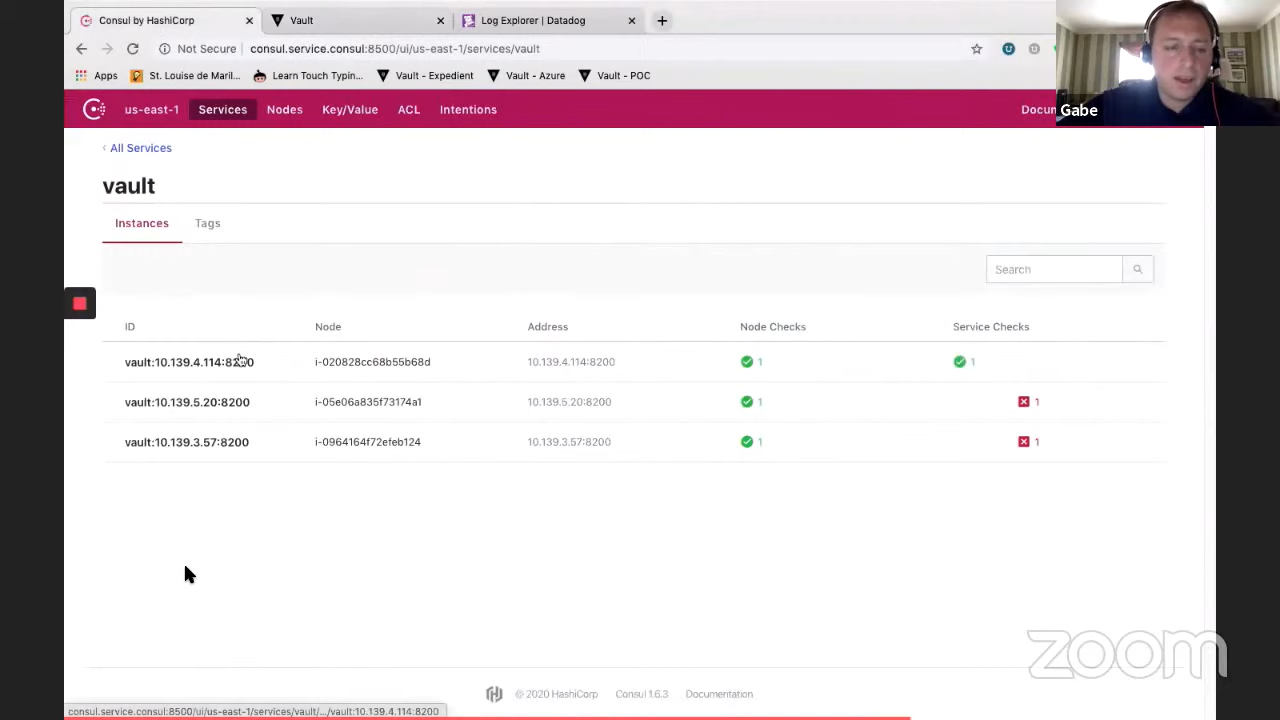 Consul by HashiCorp
Vault
Log Explorer | Datadog
Not Secure
consul.service.consul:8500/ui/us-east-1/services/vault
Apps
St. Louise de Maril...
Learn Touch Typin...
Vault - Expedient
Vault - Azure
Vault - POC
Gabe
us-east-1
Services
Nodes
Key/Value
ACL
Intentions
Docum
‹ All Services
vault
Instances
Tags
Search
ID
Node
Address
Node Checks
Service Checks
vault:10.139.4.114:8200
i-020828cc68b55b68d
10.139.4.114:8200
1
1
vault:10.139.5.20:8200
i-05e06a835f73174a1
10.139.5.20:8200
1
1
vault:10.139.3.57:8200
i-0964164f72efeb124
10.139.3.57:8200
1
1
zoom
© 2020 HashiCorp
Consul 1.6.3
Documentation
consul.service.consul:8500/ui/us-east-1/services/vault/.../vault:10.139.4.114:8200